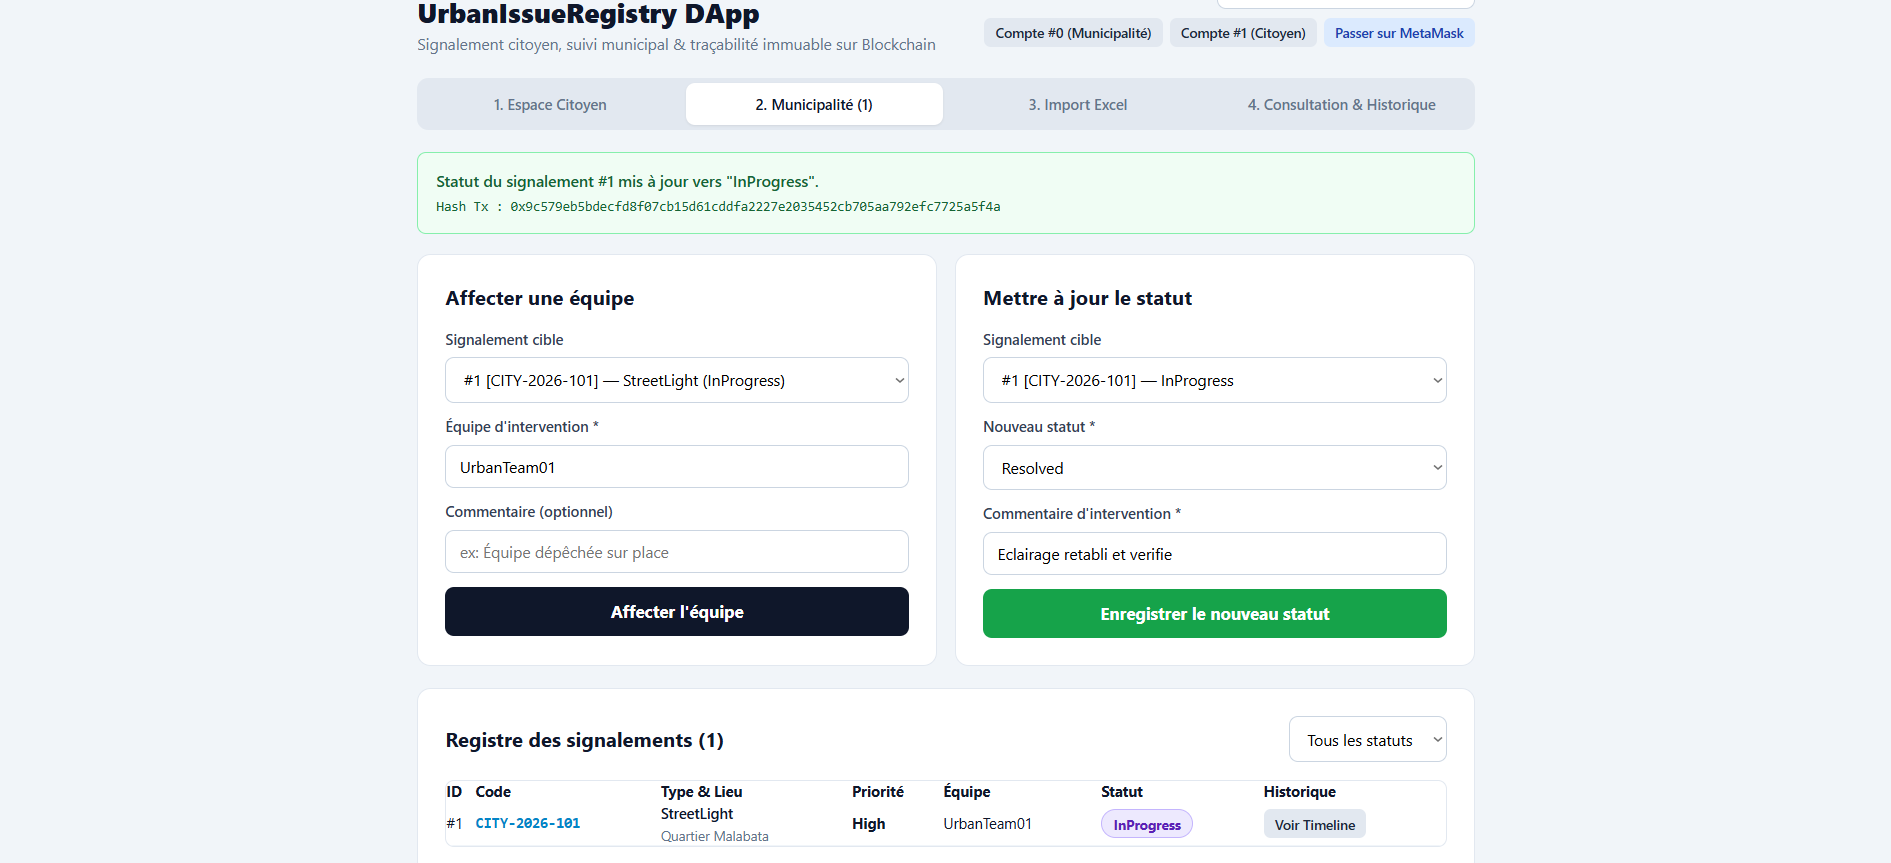 UrbanIssueRegistry DApp
Signalement citoyen, suivi municipal & traçabilité immuable sur Blockchain
Compte #0 (Municipalité)
Compte #1 (Citoyen)
Passer sur MetaMask
1. Espace Citoyen
2. Municipalité (1)
3. Import Excel
4. Consultation & Historique
Statut du signalement #1 mis à jour vers "InProgress".
Hash Tx : 0x9c579eb5bdecfd8f07cb15d61cddfa2227e2035452cb705aa792efc7725a5f4a
Affecter une équipe
Signalement cible
#1 [CITY-2026-101] — StreetLight (InProgress)
Équipe d'intervention *
UrbanTeam01
Commentaire (optionnel)
ex: Équipe dépêchée sur place
Affecter l'équipe
Mettre à jour le statut
Signalement cible
#1 [CITY-2026-101] — InProgress
Nouveau statut *
Resolved
Commentaire d'intervention *
Eclairage retabli et verifie
Enregistrer le nouveau statut
Registre des signalements (1)
Tous les statuts
ID Code Type & Lieu Priorité Équipe Statut Historique
#1 CITY-2026-101 StreetLight High UrbanTeam01 InProgress Voir Timeline
Quartier Malabata